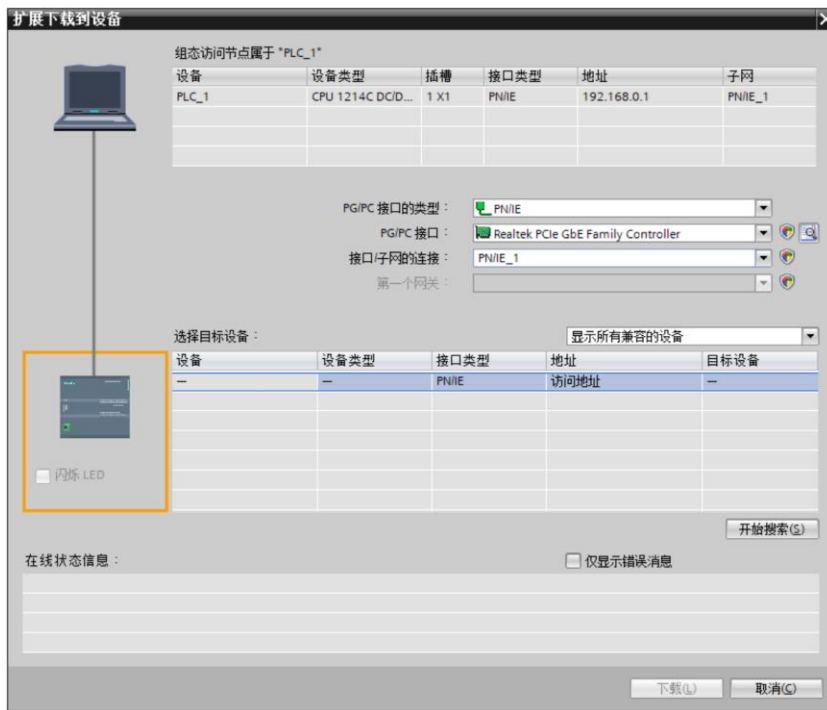 扩展下载到设备
组态访问节点属于 "PLC_1"
设备 设备类型 插槽 接口类型 地址 子网
PLC_1 CPU 1214C DC/D... 1 X1 PN/IE 192.168.0.1 PN/IE_1
PG/PC 接口的类型： PN/IE
PG/PC 接口： Realtek PCIe GbE Family Controller
接口/子网的连接： PN/IE_1
第一个网关：
选择目标设备： 显示所有兼容的设备
设备 设备类型 接口类型 地址 目标设备
— — PN/IE 访问地址 —
闪烁 LED
开始搜索(S)
在线状态信息： 仅显示错误消息
下载(L) 取消(C)